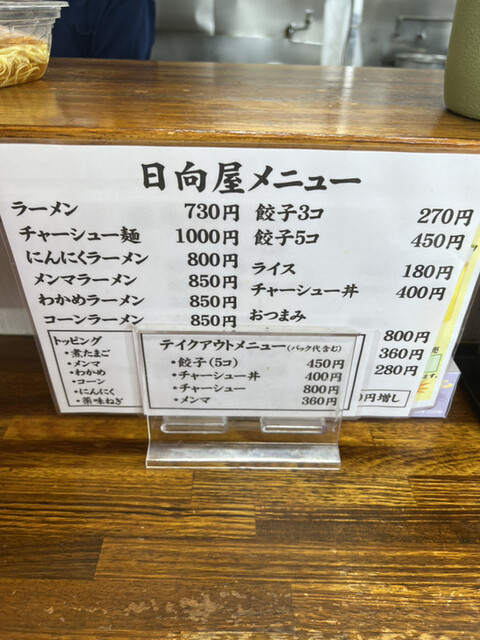 日向屋メニュー
ラーメン 730円
チャーシュー麺 1000円
にんにくラーメン 800円
メンマラーメン 850円
わかめラーメン 850円
コーンラーメン 850円
餃子3コ 270円
餃子5コ 450円
ライス 180円
チャーシュー丼 400円
おつまみ
800円
360円
280円
円増し
トッピング
・煮たまご
・メンマ
・わかめ
・コーン
・にんにく
・薬味ねぎ
テイクアウトメニュー(パック代含む)
・餃子(5コ) 450円
・チャーシュー丼 400円
・チャーシュー 800円
・メンマ 360円